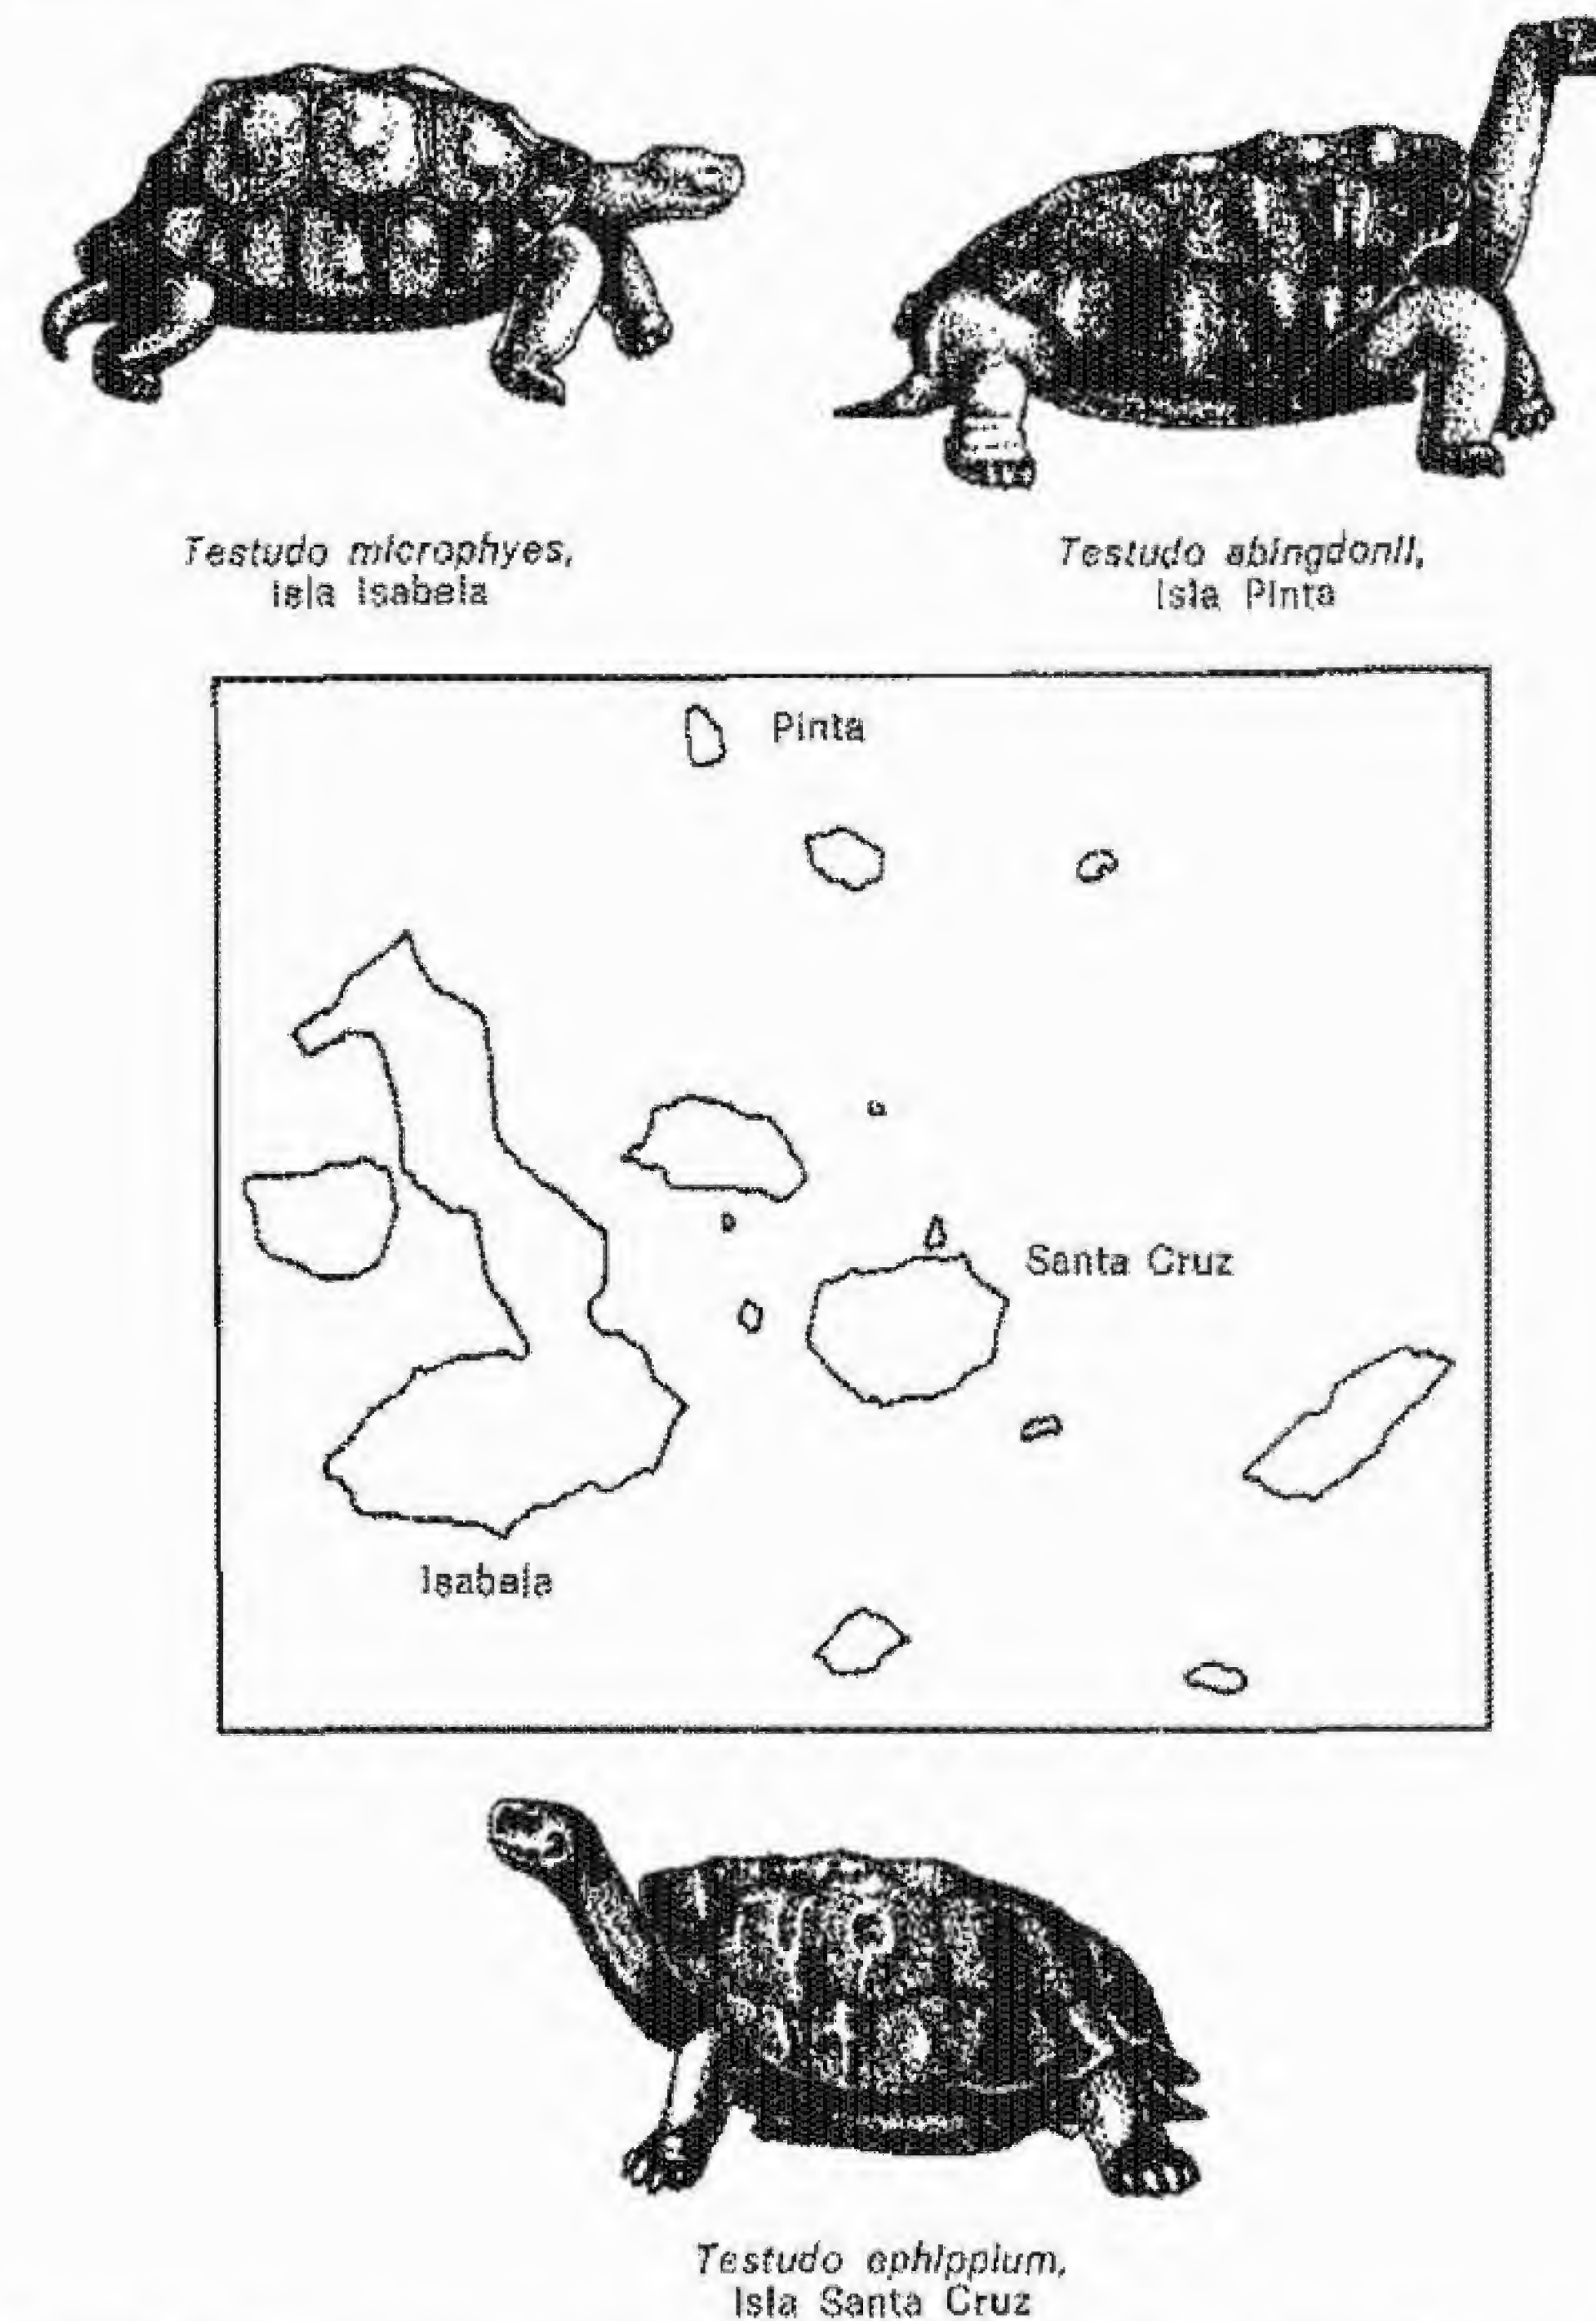 Testudo microphyes,
isla Isabela
Testudo abingdonii,
Isla Pinta
Pinta
Santa Cruz
Isabela
Testudo ephippium,
Isla Santa Cruz